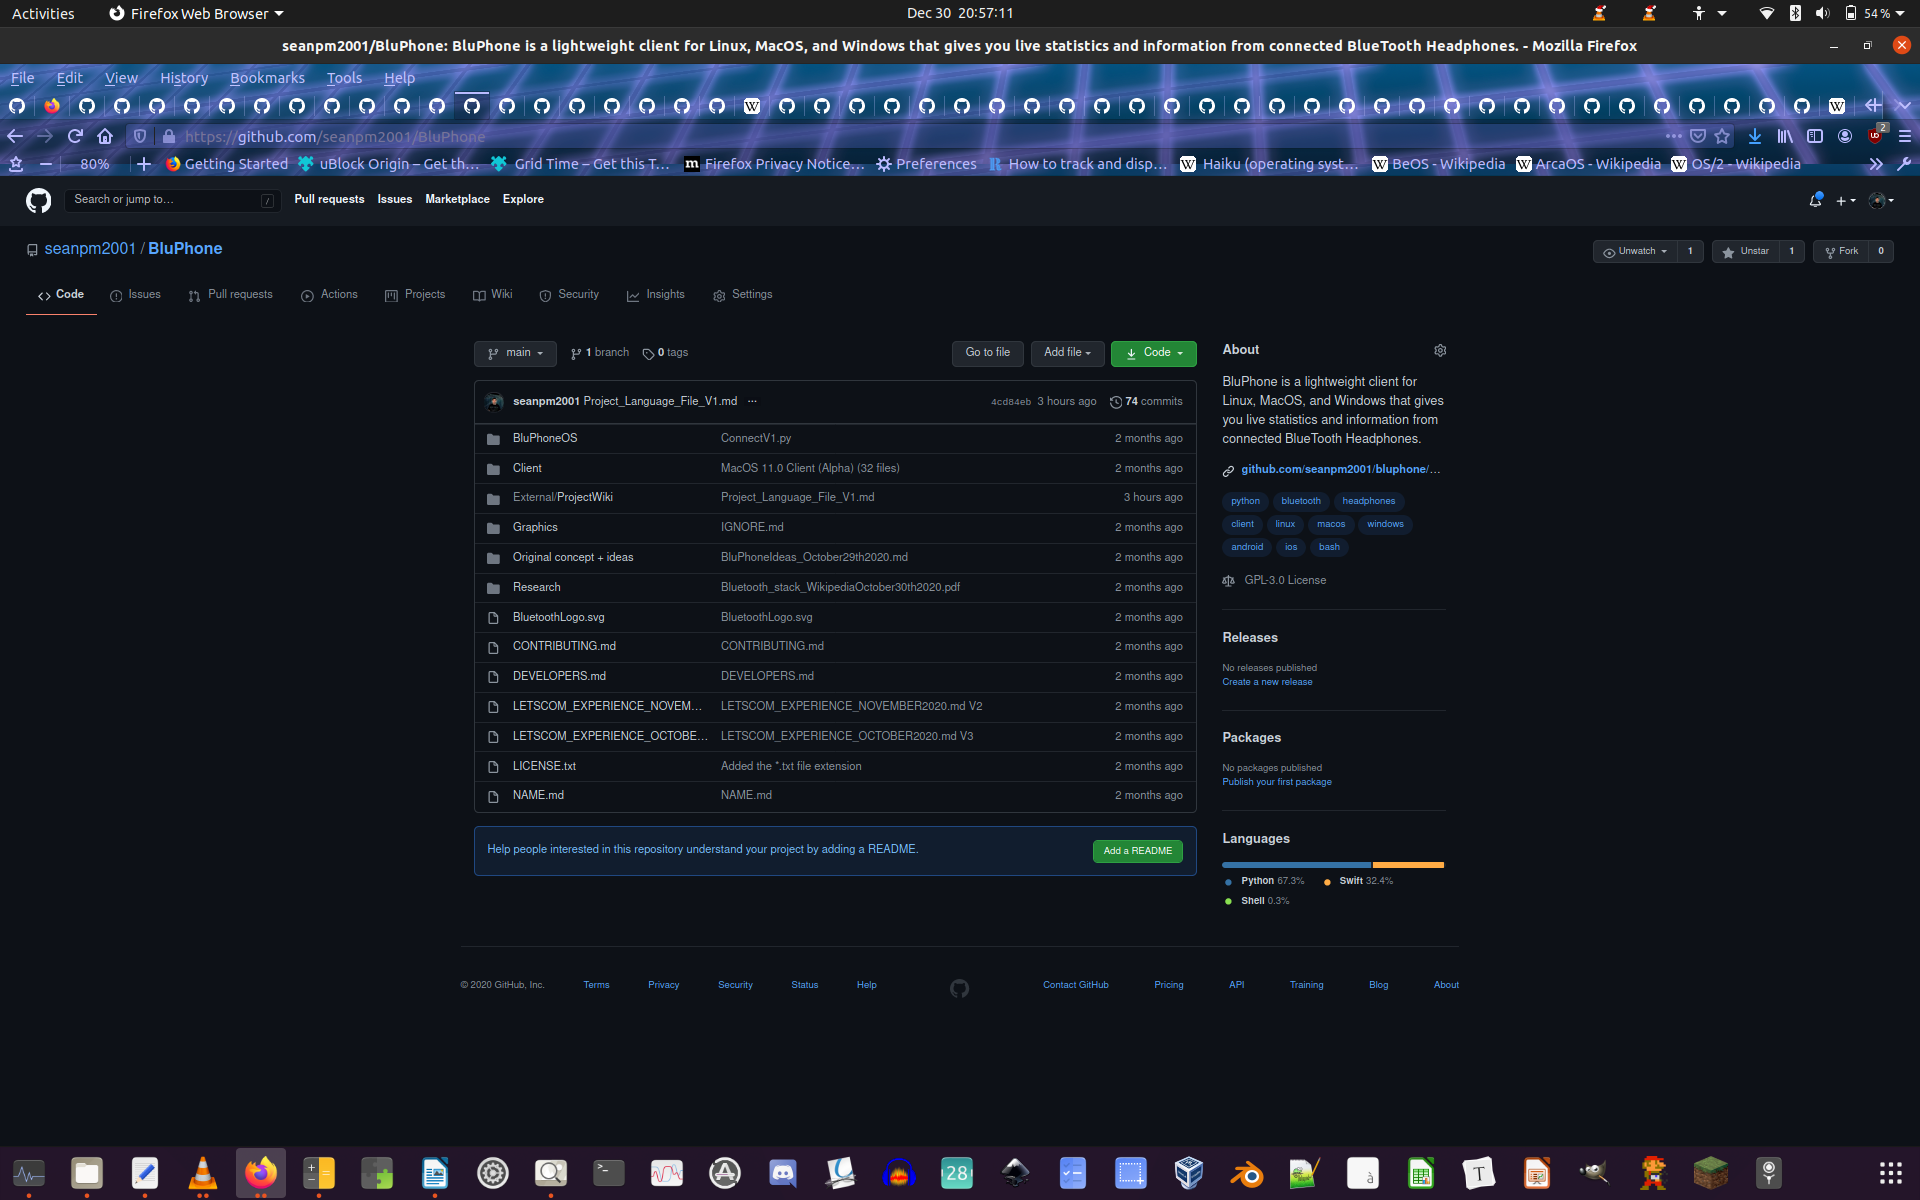 Activities Firefox Web Browser Dec 30 20:57:11 54 %
seanpm2001/BluPhone: BluPhone is a lightweight client for Linux, MacOS, and Windows that gives you live statistics and information from connected BlueTooth Headphones. - Mozilla Firefox
File Edit View History Bookmarks Tools Help
https://github.com/seanpm2001/BluPhone 2
80% Getting Started uBlock Origin – Get th… Grid Time – Get this T… Firefox Privacy Notice… Preferences How to track and disp… Haiku (operating syst… BeOS - Wikipedia ArcaOS - Wikipedia OS/2 - Wikipedia
Search or jump to… / Pull requests Issues Marketplace Explore
seanpm2001 / BluPhone Unwatch 1 Unstar 1 Fork 0
Code Issues Pull requests Actions Projects Wiki Security Insights Settings
main 1 branch 0 tags Go to file Add file Code
seanpm2001 Project_Language_File_V1.md ... 4cd84eb 3 hours ago 74 commits
BluPhoneOS ConnectV1.py 2 months ago
Client MacOS 11.0 Client (Alpha) (32 files) 2 months ago
External/ProjectWiki Project_Language_File_V1.md 3 hours ago
Graphics IGNORE.md 2 months ago
Original concept + ideas BluPhoneIdeas_October29th2020.md 2 months ago
Research Bluetooth_stack_WikipediaOctober30th2020.pdf 2 months ago
BluetoothLogo.svg BluetoothLogo.svg 2 months ago
CONTRIBUTING.md CONTRIBUTING.md 2 months ago
DEVELOPERS.md DEVELOPERS.md 2 months ago
LETSCOM_EXPERIENCE_NOVEM… LETSCOM_EXPERIENCE_NOVEMBER2020.md V2 2 months ago
LETSCOM_EXPERIENCE_OCTOBE… LETSCOM_EXPERIENCE_OCTOBER2020.md V3 2 months ago
LICENSE.txt Added the *.txt file extension 2 months ago
NAME.md NAME.md 2 months ago
Help people interested in this repository understand your project by adding a README. Add a README
About
BluPhone is a lightweight client for
Linux, MacOS, and Windows that gives
you live statistics and information from
connected BlueTooth Headphones.
github.com/seanpm2001/bluphone/…
python bluetooth headphones
client linux macos windows
android ios bash
GPL-3.0 License
Releases
No releases published
Create a new release
Packages
No packages published
Publish your first package
Languages
Python 67.3% Swift 32.4%
Shell 0.3%
© 2020 GitHub, Inc. Terms Privacy Security Status Help Contact GitHub Pricing API Training Blog About
28